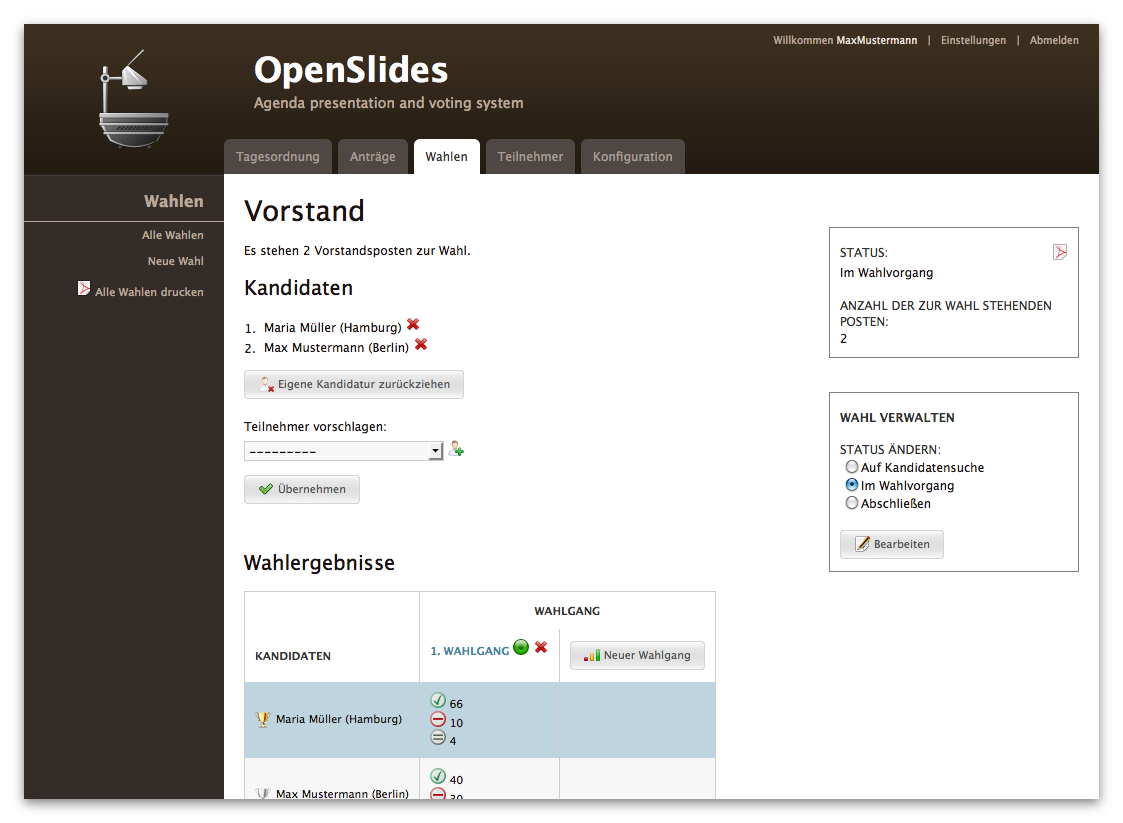 Willkommen MaxMustermann | Einstellungen | Abmelden
OpenSlides
Agenda presentation and voting system
Tagesordnung Anträge Wahlen Teilnehmer Konfiguration
Wahlen
Alle Wahlen
Neue Wahl
Alle Wahlen drucken
Vorstand
Es stehen 2 Vorstandsposten zur Wahl.
Kandidaten
1. Maria Müller (Hamburg)
2. Max Mustermann (Berlin)
Eigene Kandidatur zurückziehen
Teilnehmer vorschlagen:
---------
Übernehmen
Wahlergebnisse
WAHLGANG
KANDIDATEN
1. WAHLGANG
Neuer Wahlgang
Maria Müller (Hamburg)
66
10
4
Max Mustermann (Berlin)
40
30
STATUS:
Im Wahlvorgang
ANZAHL DER ZUR WAHL STEHENDEN
POSTEN:
2
WAHL VERWALTEN
STATUS ÄNDERN:
Auf Kandidatensuche
Im Wahlvorgang
Abschließen
Bearbeiten